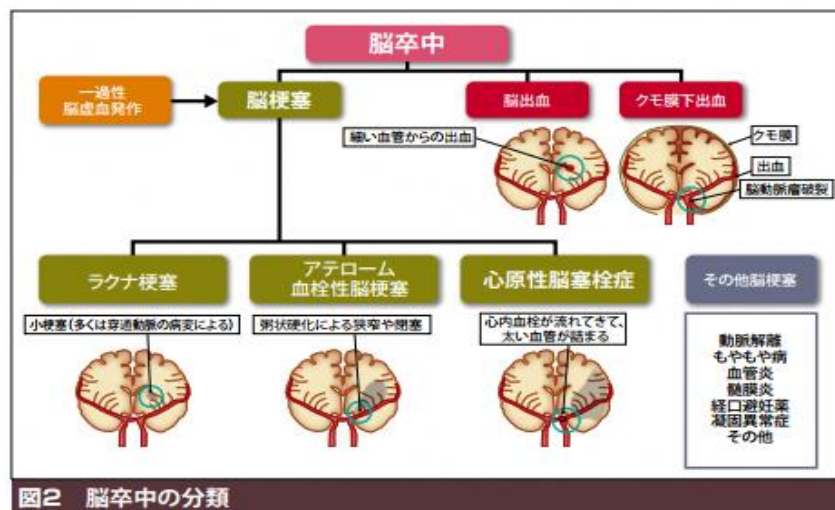 脳卒中
一過性
脳虚血発作
脳梗塞
脳出血
クモ膜下出血
細い血管からの出血
クモ膜
出血
脳動脈瘤破裂
ラクナ梗塞
アテローム
血栓性脳梗塞
心原性脳塞栓症
その他脳梗塞
小梗塞(多くは穿通動脈の病変による)
粥状硬化による狭窄や閉塞
心内血栓が流れてきて、
太い血管が詰まる
動脈解離
もやもや病
血管炎
髄膜炎
経口避妊薬
凝固異常症
その他
図2 脳卒中の分類